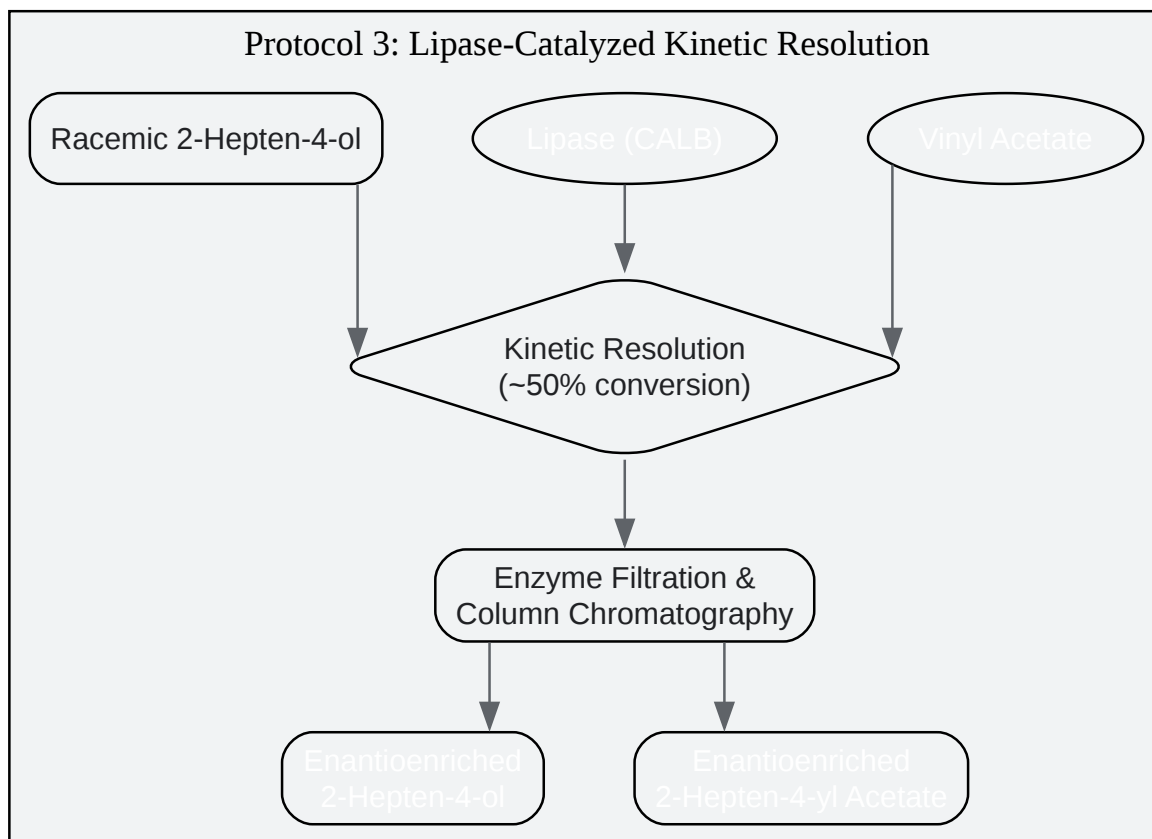 Protocol 3: Lipase-Catalyzed Kinetic Resolution
Racemic 2-Hepten-4-ol
Lipase (CALB)
Vinyl Acetate
Kinetic Resolution
(~50% conversion)
Enzyme Filtration &
Column Chromatography
Enantioenriched
2-Hepten-4-ol
Enantioenriched
2-Hepten-4-yl Acetate